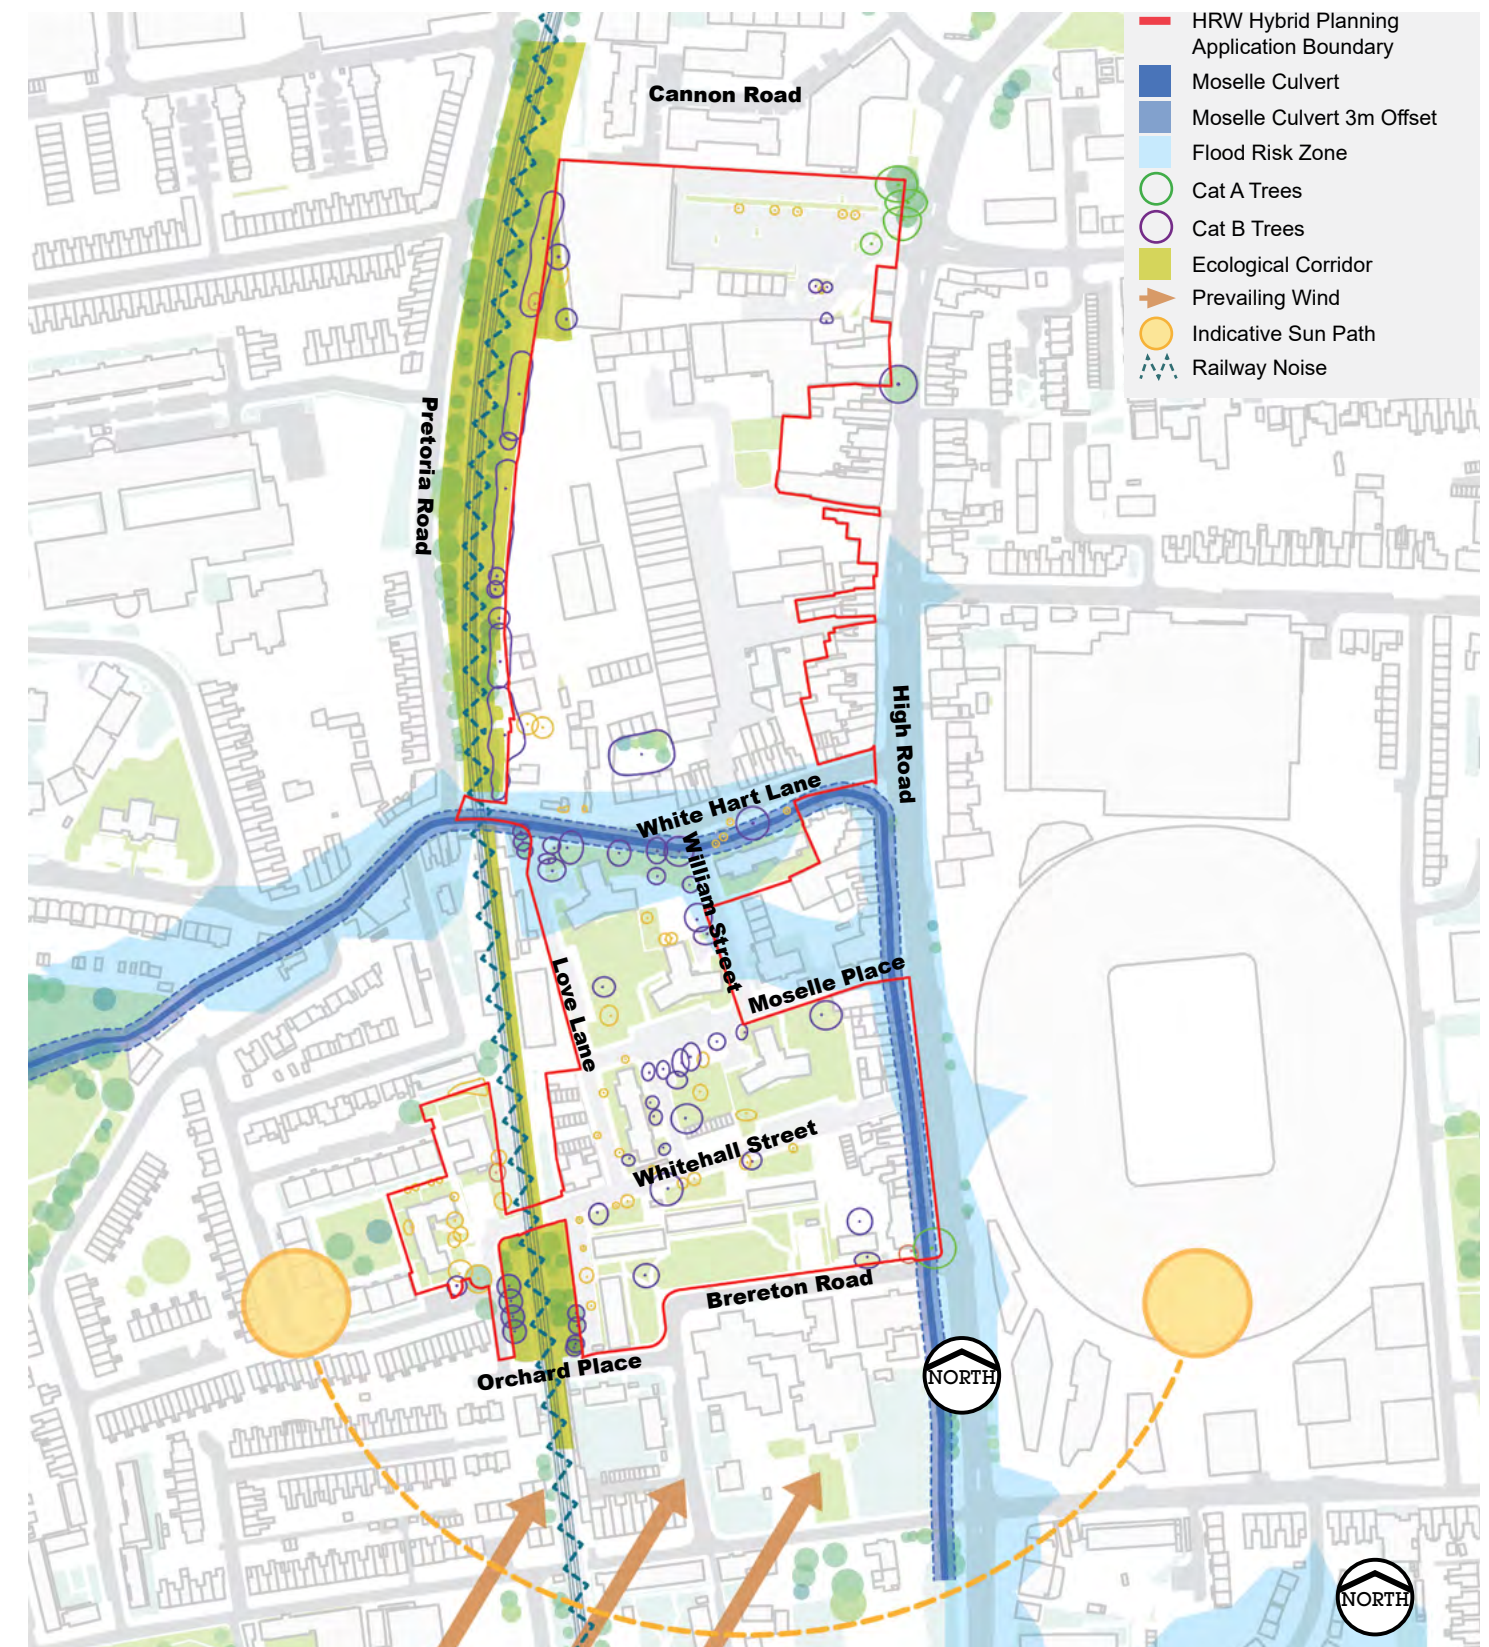 HRW Hybrid Planning
Application Boundary
Moselle Culvert
Moselle Culvert 3m Offset
Flood Risk Zone
Cat A Trees
Cat B Trees
Ecological Corridor
Prevailing Wind
Indicative Sun Path
Railway Noise
Cannon Road
Pretoria Road
High Road
White Hart Lane
William Street
Love Lane
Moselle Place
Whitehall Street
Brereton Road
Orchard Place
NORTH
NORTH